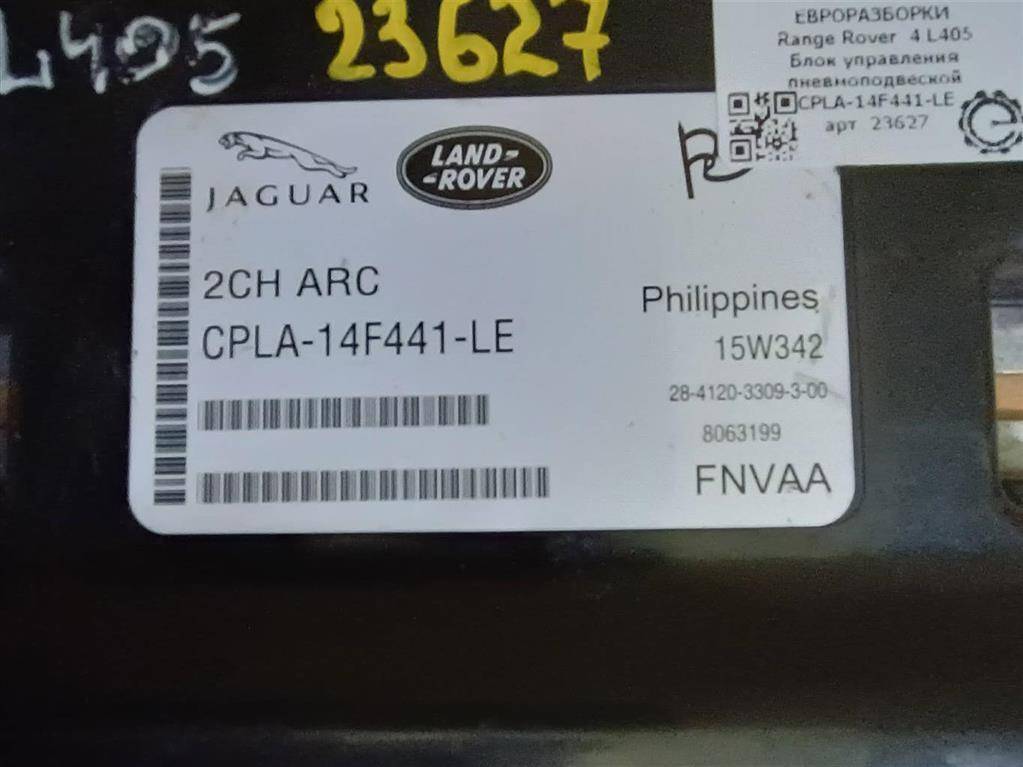 L405
23627
ЕВРОРАЗБОРКИ
Range Rover 4 L405
Блок управления
пневмоподвеской
CPLA-14F441-LE
арт 23627
JAGUAR
LAND-
-ROVER
2CH ARC
CPLA-14F441-LE
Philippines
15W342
28-4120-3309-3-00
8063199
FNVAA